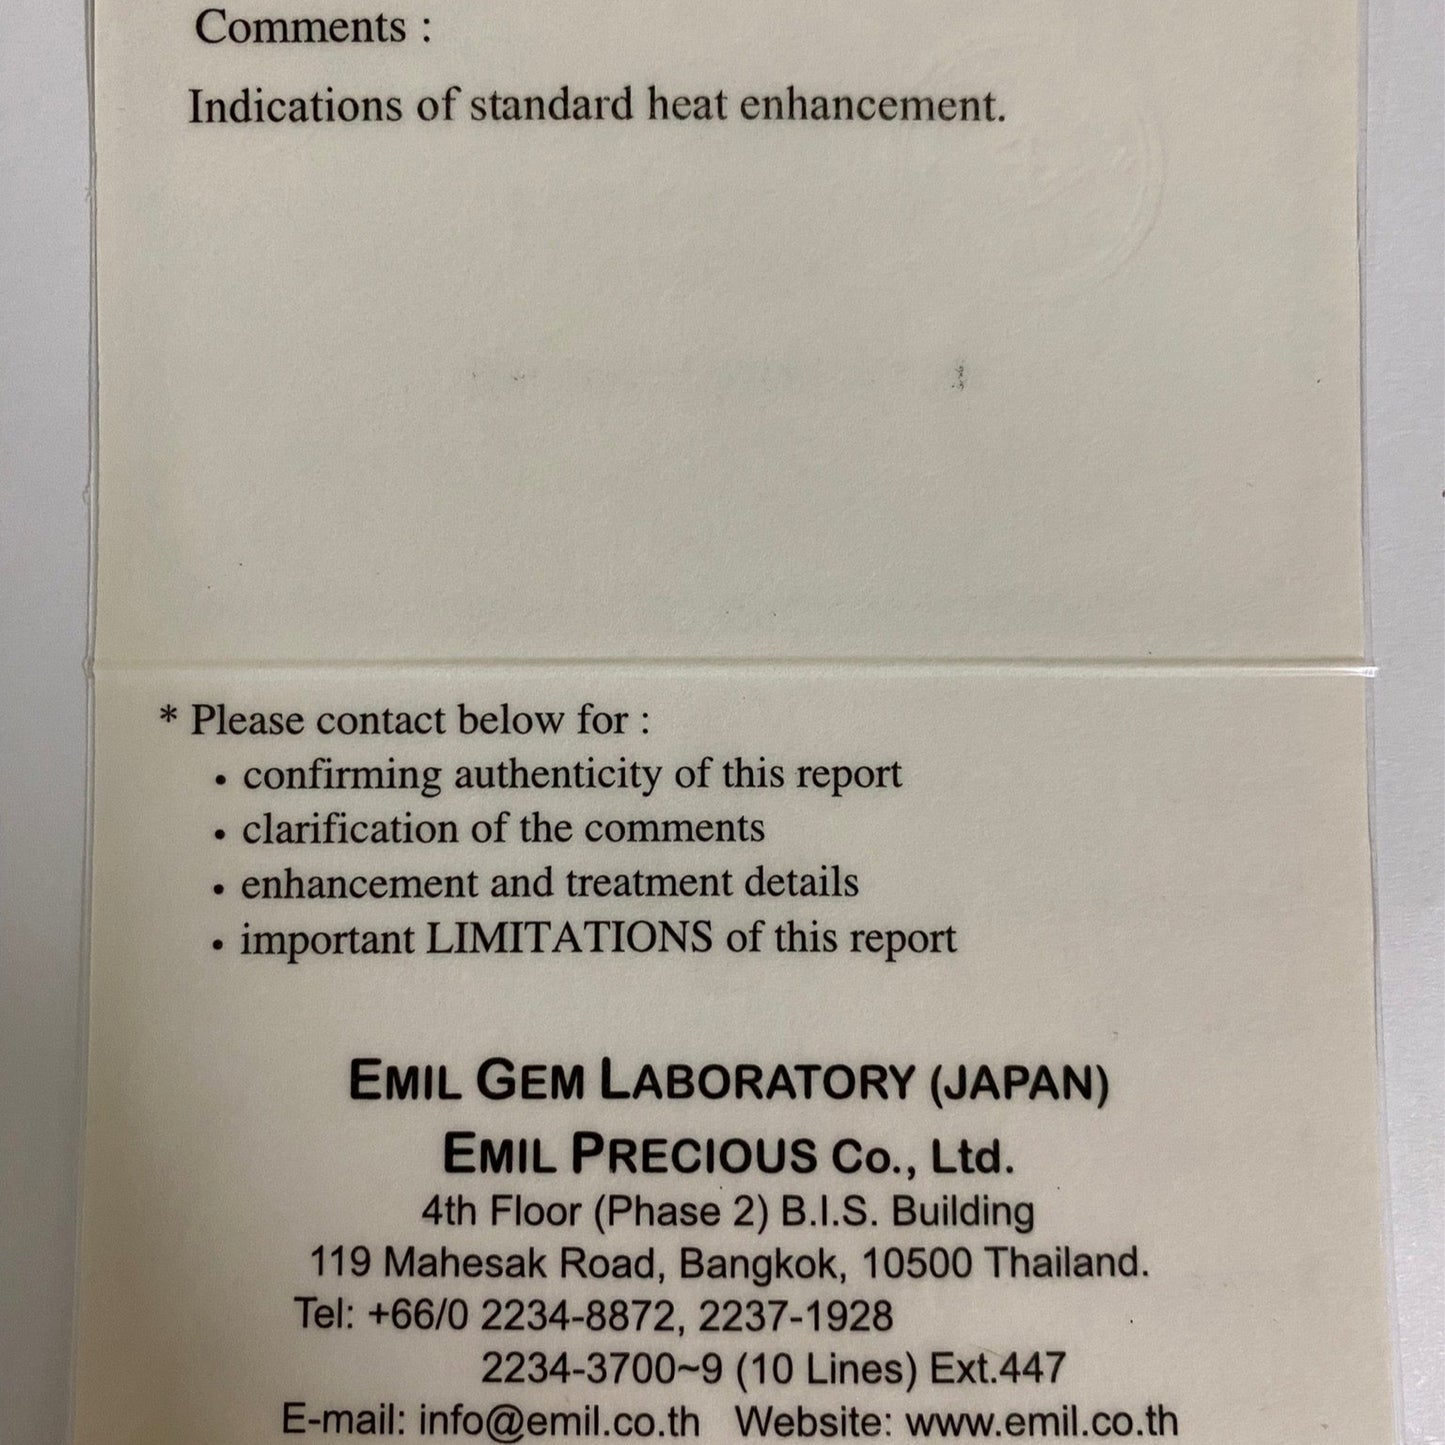 Comments :
Indications of standard heat enhancement.
* Please contact below for :
• confirming authenticity of this report
• clarification of the comments
• enhancement and treatment details
• important LIMITATIONS of this report
EMIL GEM LABORATORY (JAPAN)
EMIL PRECIOUS Co., Ltd.
4th Floor (Phase 2) B.I.S. Building
119 Mahesak Road, Bangkok, 10500 Thailand.
Tel: +66/0 2234-8872, 2237-1928
2234-3700~9 (10 Lines) Ext.447
E-mail: info@emil.co.th Website: www.emil.co.th